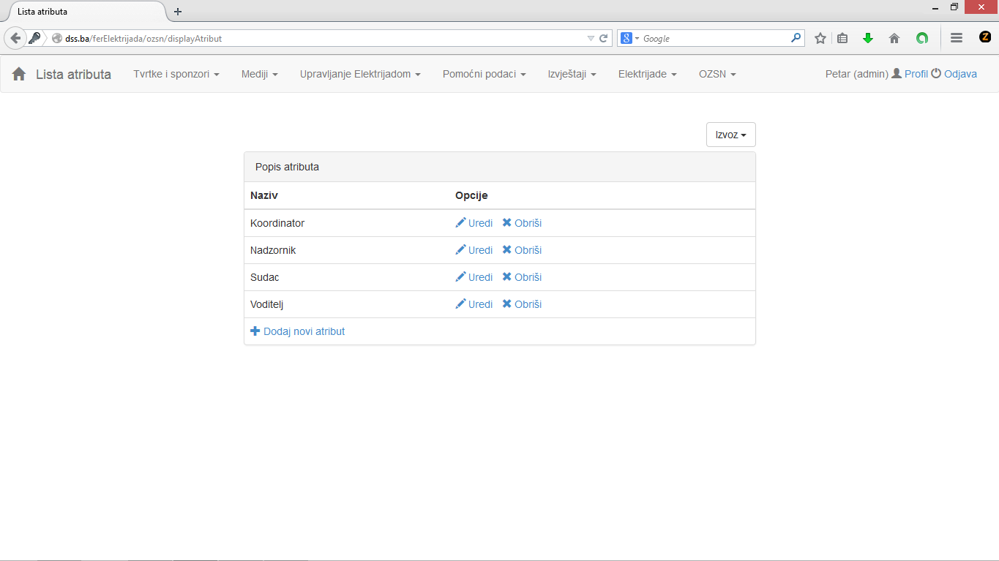 Lista atribута
dss.ba/ferElektrijada/ozsn/displayAtribut
Google
Lista atributa Tvrtke i sponzori Mediji Upravljanje Elektrijadom Pomoćni podaci Izvještaji Elektrijade OZSN Petar (admin) Profil Odjava
Izvoz
Popis atributa
Naziv Opcije
Koordinator Uredi Obriši
Nadzornik Uredi Obriši
Sudac Uredi Obriši
Voditelj Uredi Obriši
Dodaj novi atribut